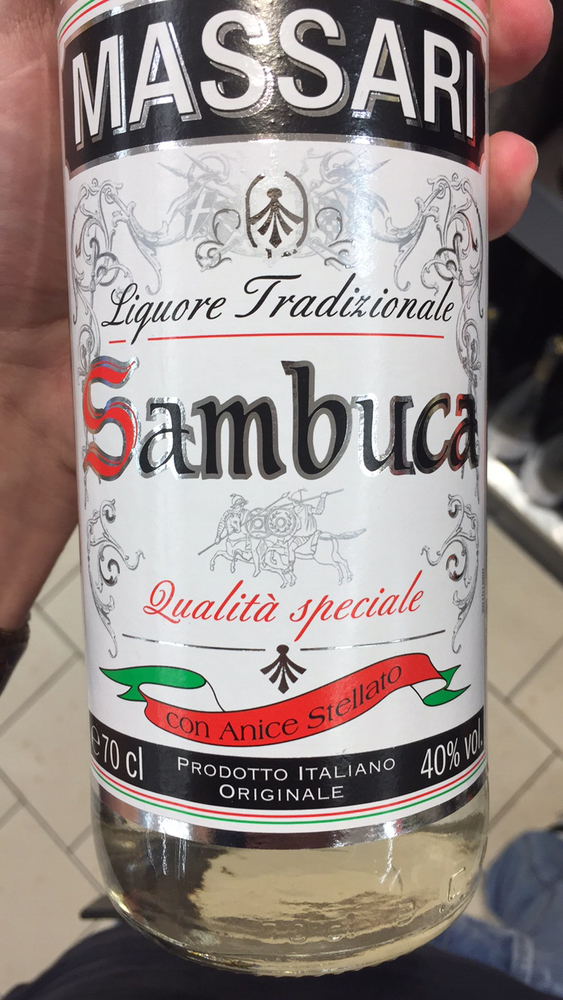 MASSARI
Liquore Tradizionale
Sambuca
Qualità speciale
con Anice Stellato
℮70 cl
PRODOTTO ITALIANO
ORIGINALE
40% vol.